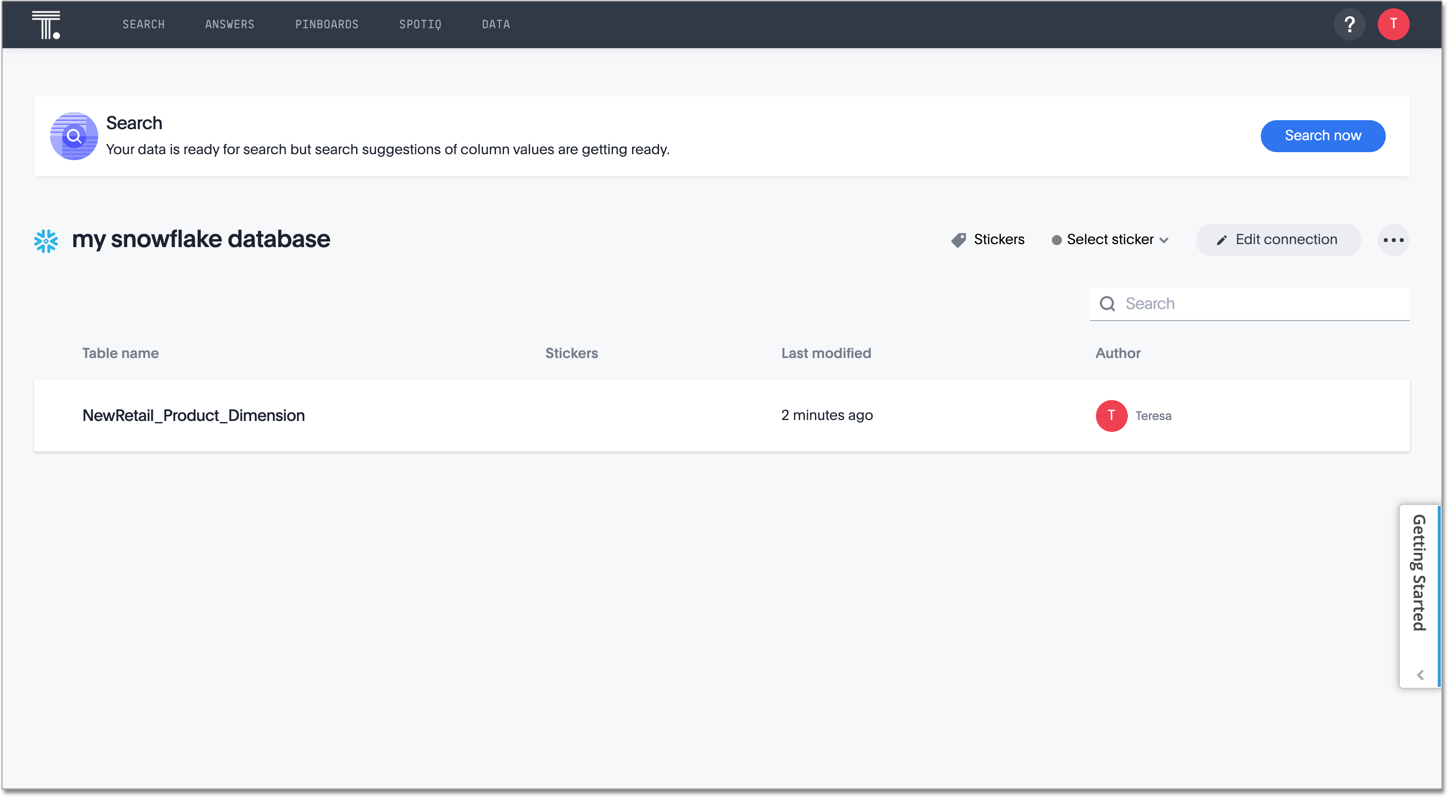 SEARCH ANSWERS PINBOARDS SPOTIQ DATA ? T
Search
Your data is ready for search but search suggestions of column values are getting ready.
Search now
my snowflake database
Stickers Select sticker Edit connection
Search
Table name Stickers Last modified Author
NewRetail_Product_Dimension 2 minutes ago T Teresa
Getting Started